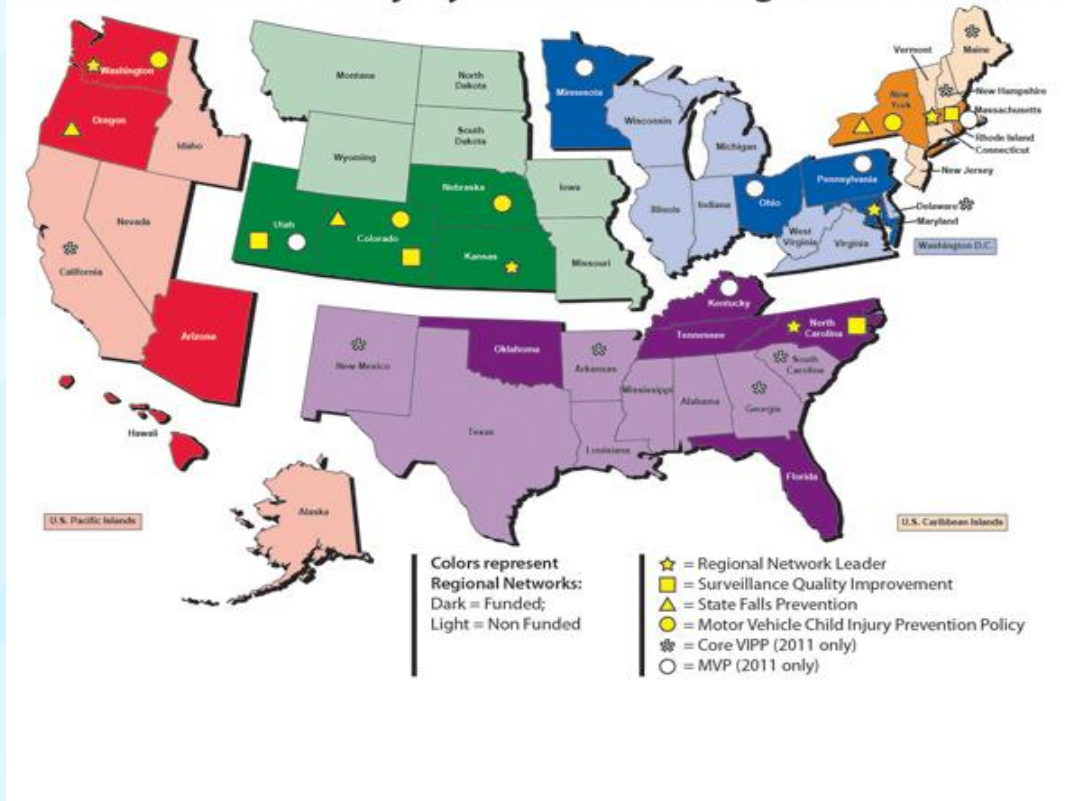 Washington
Oregon
Idaho
Nevada
California
Arizona
Hawaii
Alaska
U.S. Pacific Islands
Montana
North
Dakota
South
Dakota
Wyoming
Nebraska
Utah
Colorado
Kansas
Iowa
Missouri
Minnesota
Wisconsin
Michigan
Illinois
Indiana
Ohio
Pennsylvania
West
Virginia
Virginia
Delaware
Maryland
Washington D.C.
Vermont
Maine
New Hampshire
Massachusetts
New
York
Rhode Island
Connecticut
New Jersey
Kentucky
Tennessee
North
Carolina
South
Carolina
Oklahoma
Arkansas
New Mexico
Texas
Mississippi
Alabama
Georgia
Louisiana
Florida
U.S. Caribbean Islands
Colors represent
Regional Networks:
Dark = Funded;
Light = Non Funded
= Regional Network Leader
= Surveillance Quality Improvement
= State Falls Prevention
= Motor Vehicle Child Injury Prevention Policy
= Core VIPP (2011 only)
= MVP (2011 only)